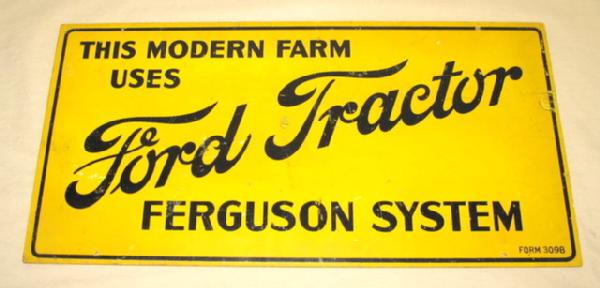 THIS MODERN FARM
USES
Ford Tractor
FERGUSON SYSTEM
FORM 309B